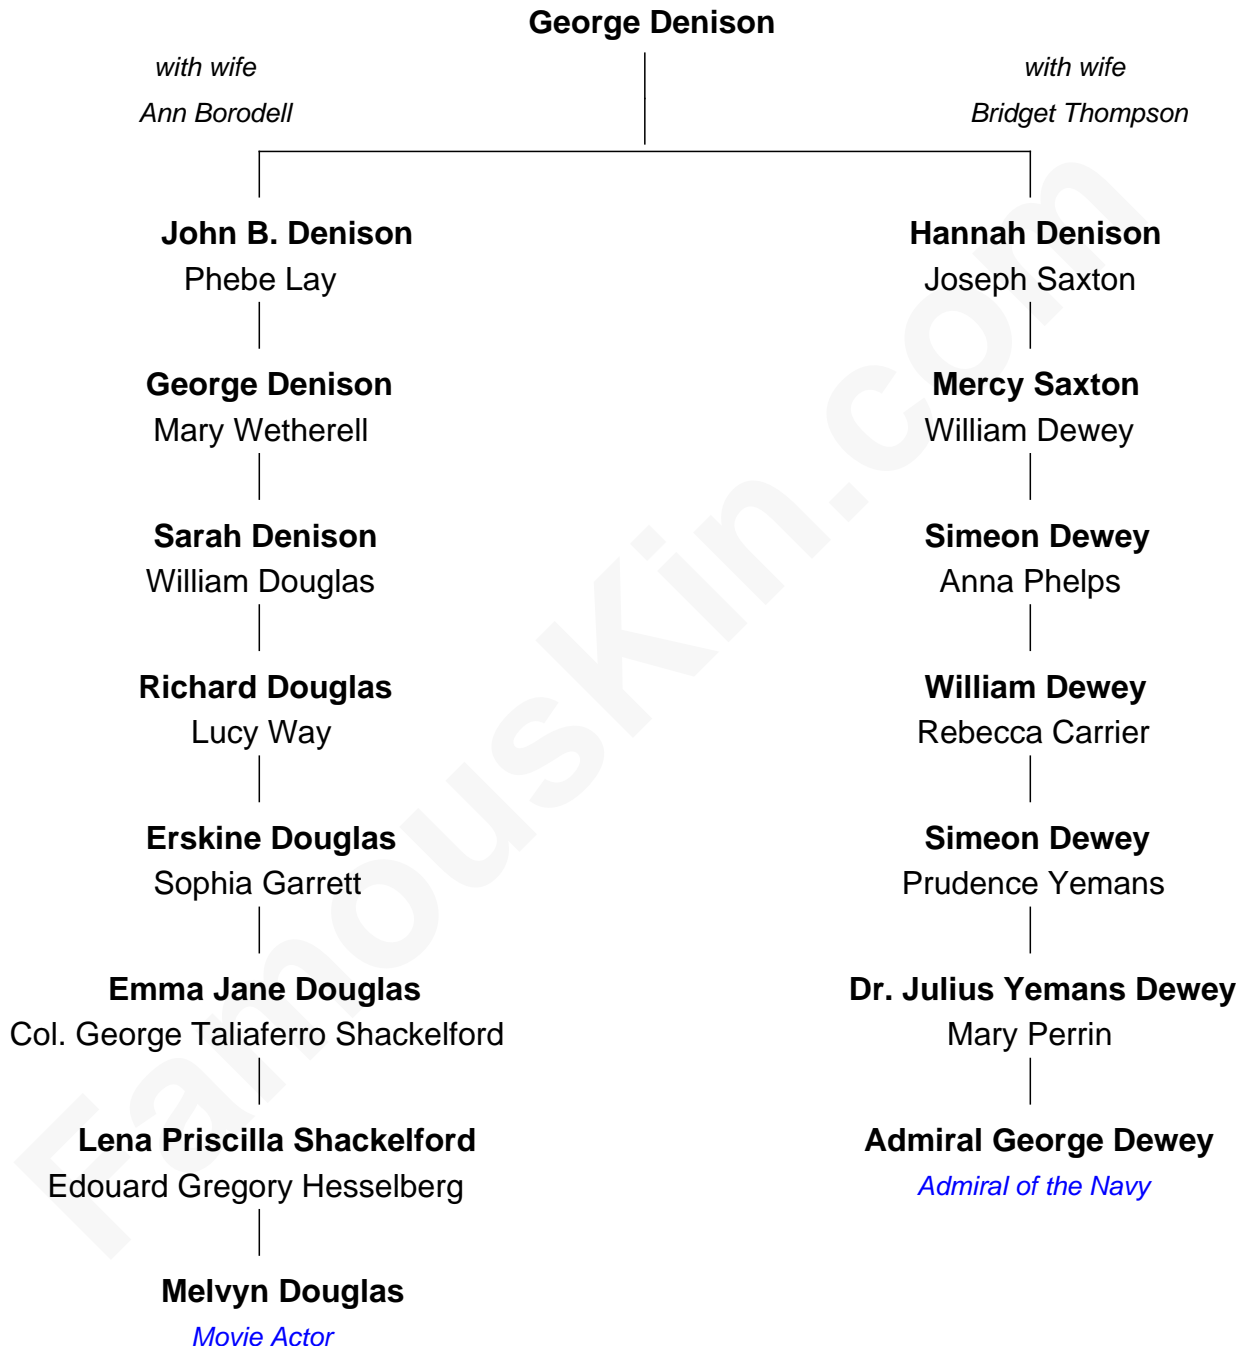 George Denison
with wife
Ann Borodell
with wife
Bridget Thompson
John B. Denison
Phebe Lay
Hannah Denison
Joseph Saxton
George Denison
Mary Wetherell
Mercy Saxton
William Dewey
Sarah Denison
William Douglas
Simeon Dewey
Anna Phelps
Richard Douglas
Lucy Way
William Dewey
Rebecca Carrier
Erskine Douglas
Sophia Garrett
Simeon Dewey
Prudence Yemans
Emma Jane Douglas
Col. George Taliaferro Shackelford
Dr. Julius Yemans Dewey
Mary Perrin
Lena Priscilla Shackelford
Edouard Gregory Hesselberg
Admiral George Dewey
Admiral of the Navy
Melvyn Douglas
Movie Actor
FamousKin.com